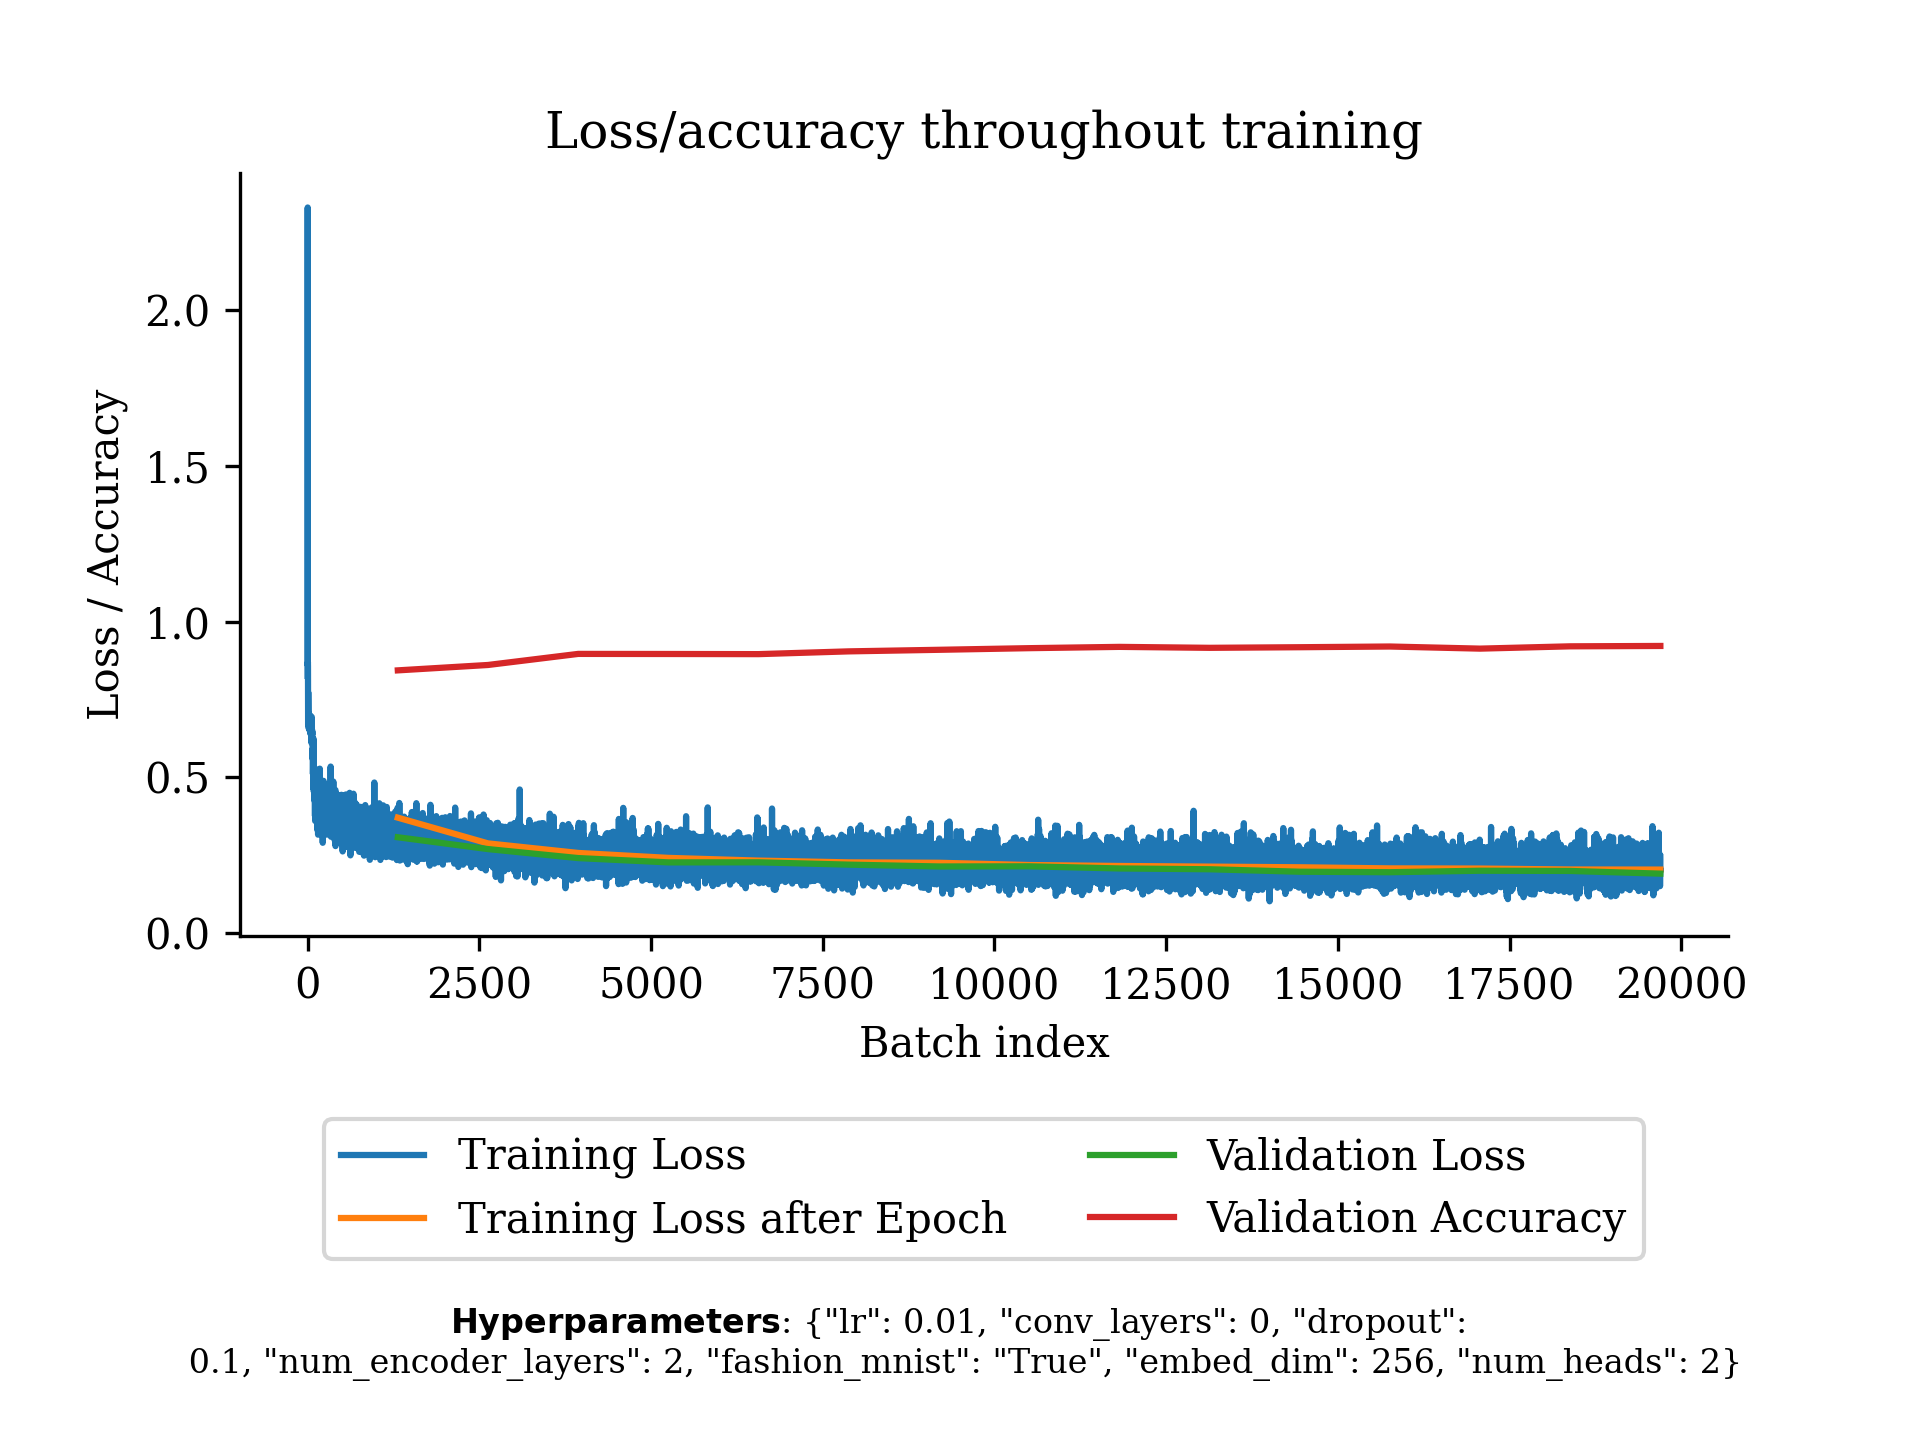 Loss/accuracy throughout training
Loss / Accuracy
2.0
1.5
1.0
0.5
0.0
0 2500 5000 7500 10000 12500 15000 17500 20000
Batch index
Training Loss
Training Loss after Epoch
Validation Loss
Validation Accuracy
Hyperparameters: {"lr": 0.01, "conv_layers": 0, "dropout":
0.1, "num_encoder_layers": 2, "fashion_mnist": "True", "embed_dim": 256, "num_heads": 2}